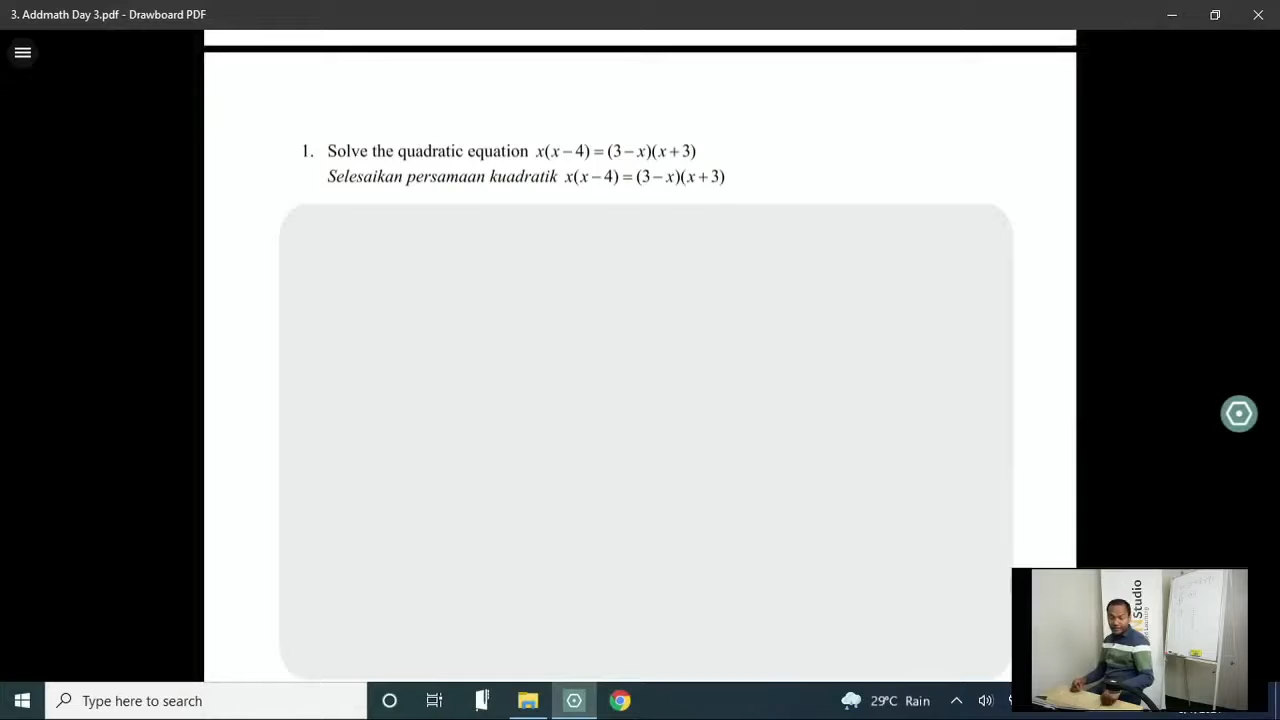 3. Addmath Day 3.pdf - Drawboard PDF
1. Solve the quadratic equation x(x − 4) = (3 − x)(x + 3)
Selesaikan persamaan kuadratik x(x − 4) = (3 − x)(x + 3)
Studio
Type here to search
29°C Rain